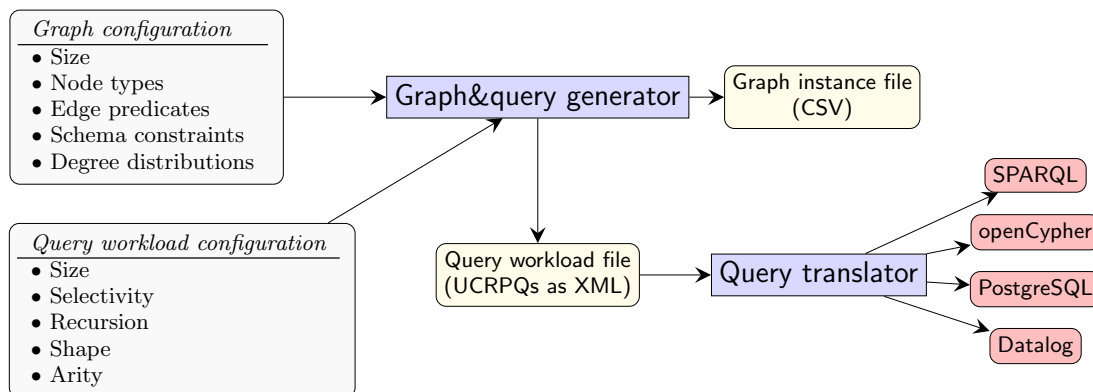 Graph configuration
• Size
• Node types
• Edge predicates
• Schema constraints
• Degree distributions
Graph&query generator
Graph instance file
(CSV)
Query workload configuration
• Size
• Selectivity
• Recursion
• Shape
• Arity
Query workload file
(UCRPQs as XML)
Query translator
SPARQL
openCypher
PostgreSQL
Datalog